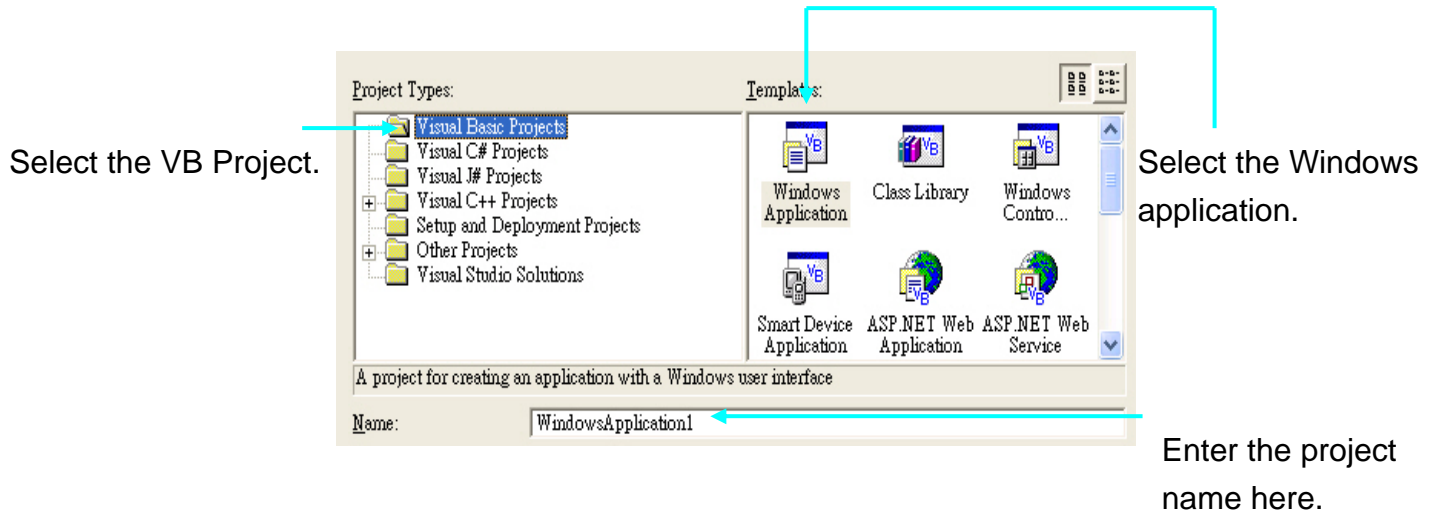 Project Types:
Templates:
Select the VB Project.
Visual Basic Projects
Visual C# Projects
Visual J# Projects
Visual C++ Projects
Setup and Deployment Projects
Other Projects
Visual Studio Solutions
Windows Application
Class Library
Windows Contro...
Smart Device Application
ASP.NET Web Application
ASP.NET Web Service
Select the Windows
application.
A project for creating an application with a Windows user interface
Name:
WindowsApplication1
Enter the project
name here.